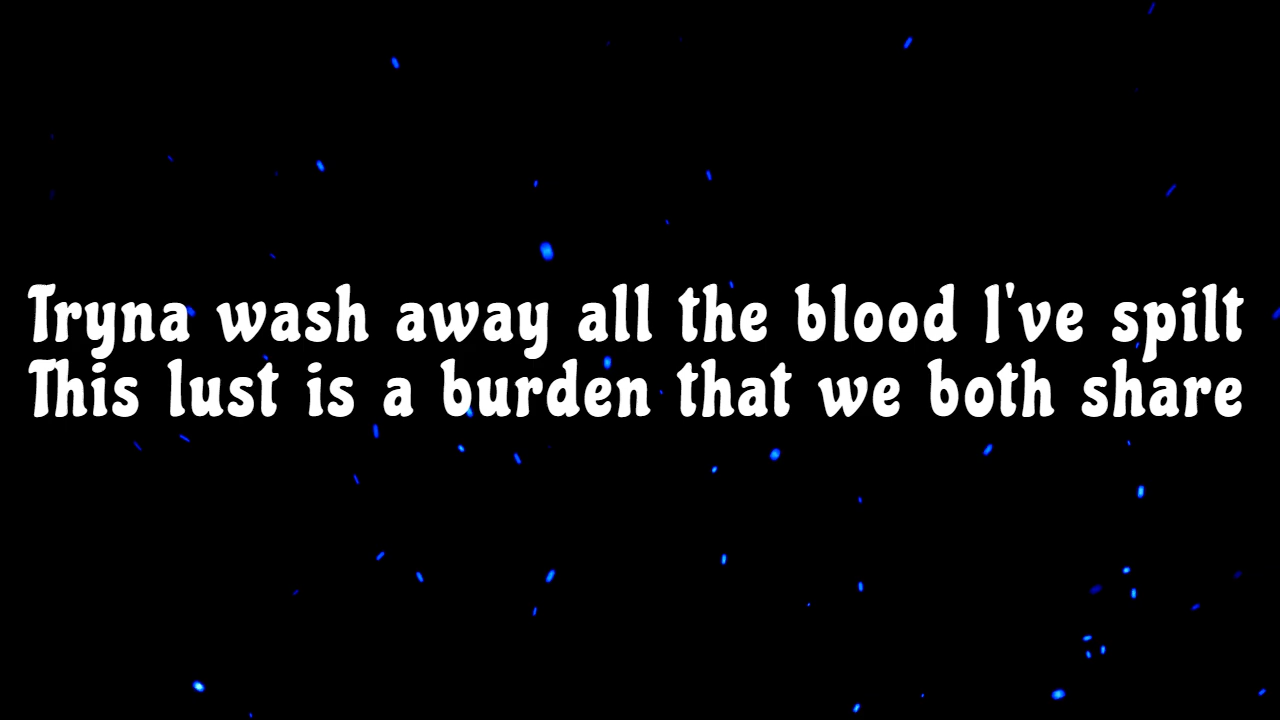 Tryna wash away all the blood I've spilt
This lust is a burden that we both share